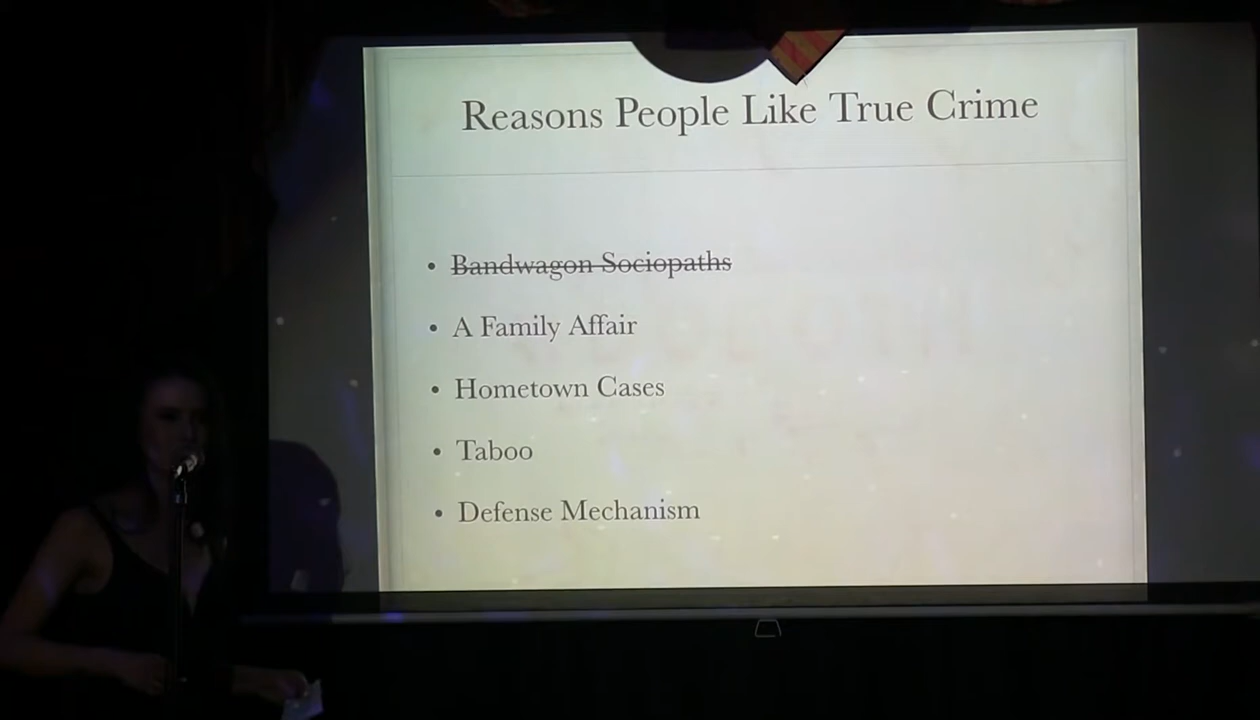 Reasons People Like True Crime
• ~~Bandwagon Sociopaths~~
• A Family Affair
• Hometown Cases
• Taboo
• Defense Mechanism